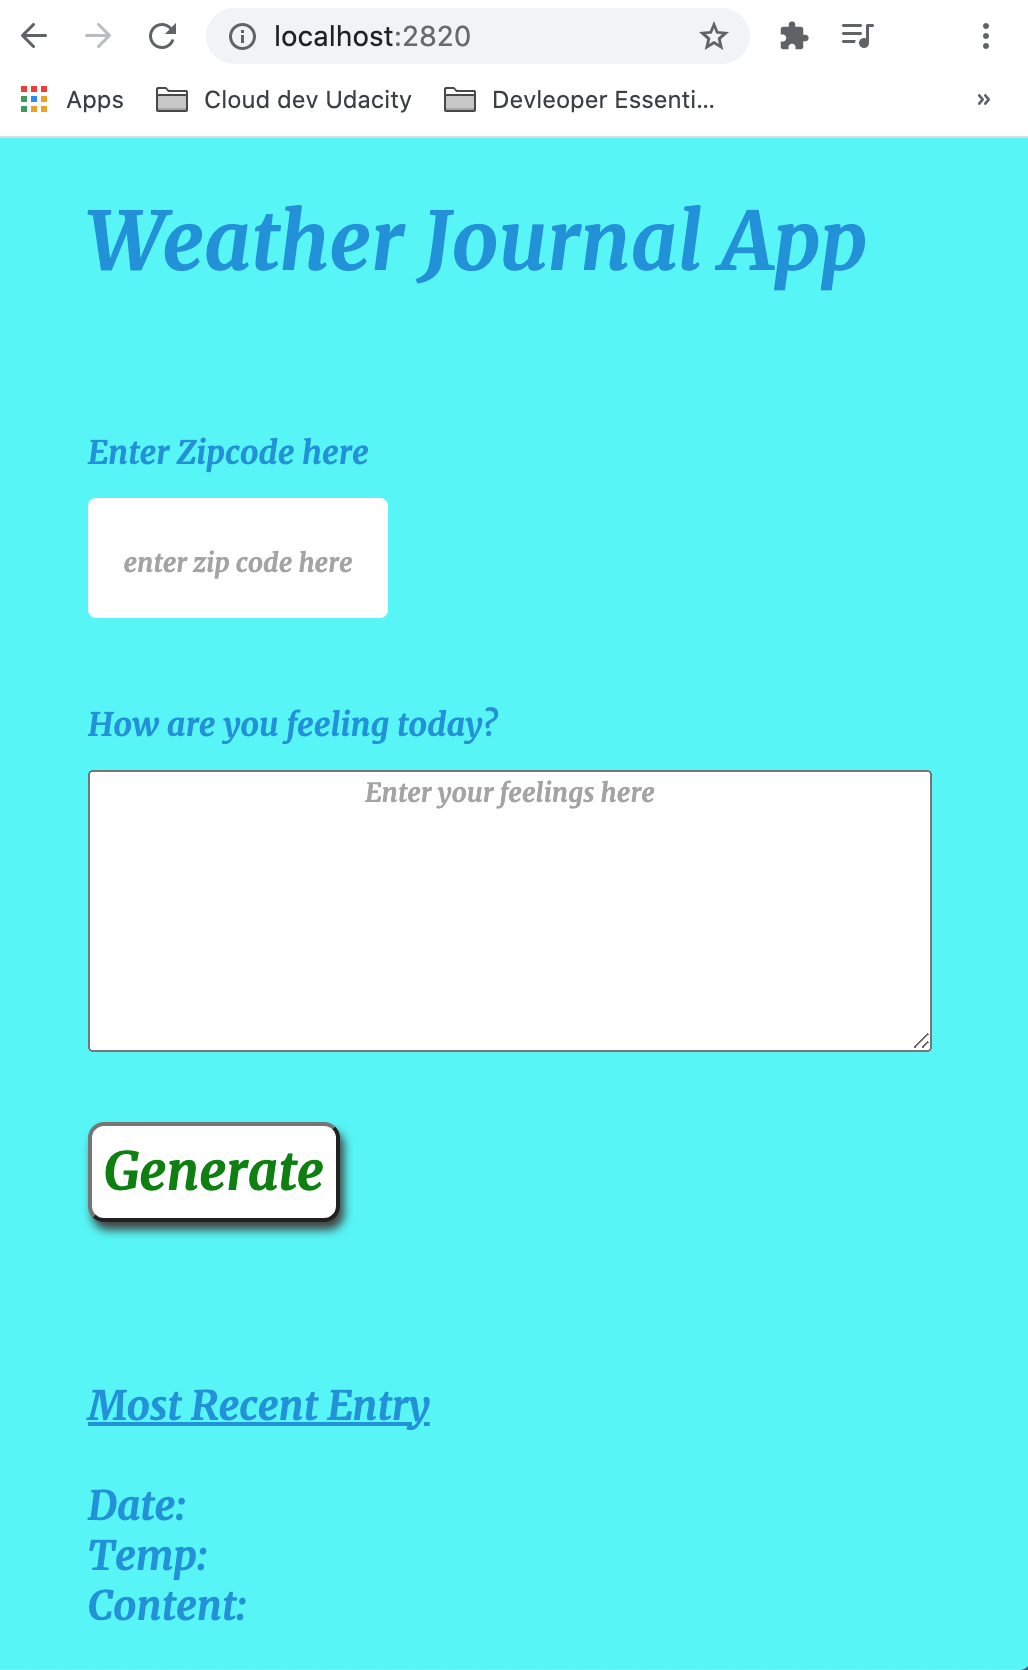 localhost:2820
Apps Cloud dev Udacity Devleoper Essenti...
Weather Journal App
Enter Zipcode here
enter zip code here
How are you feeling today?
Enter your feelings here
Generate
Most Recent Entry
Date:
Temp:
Content: